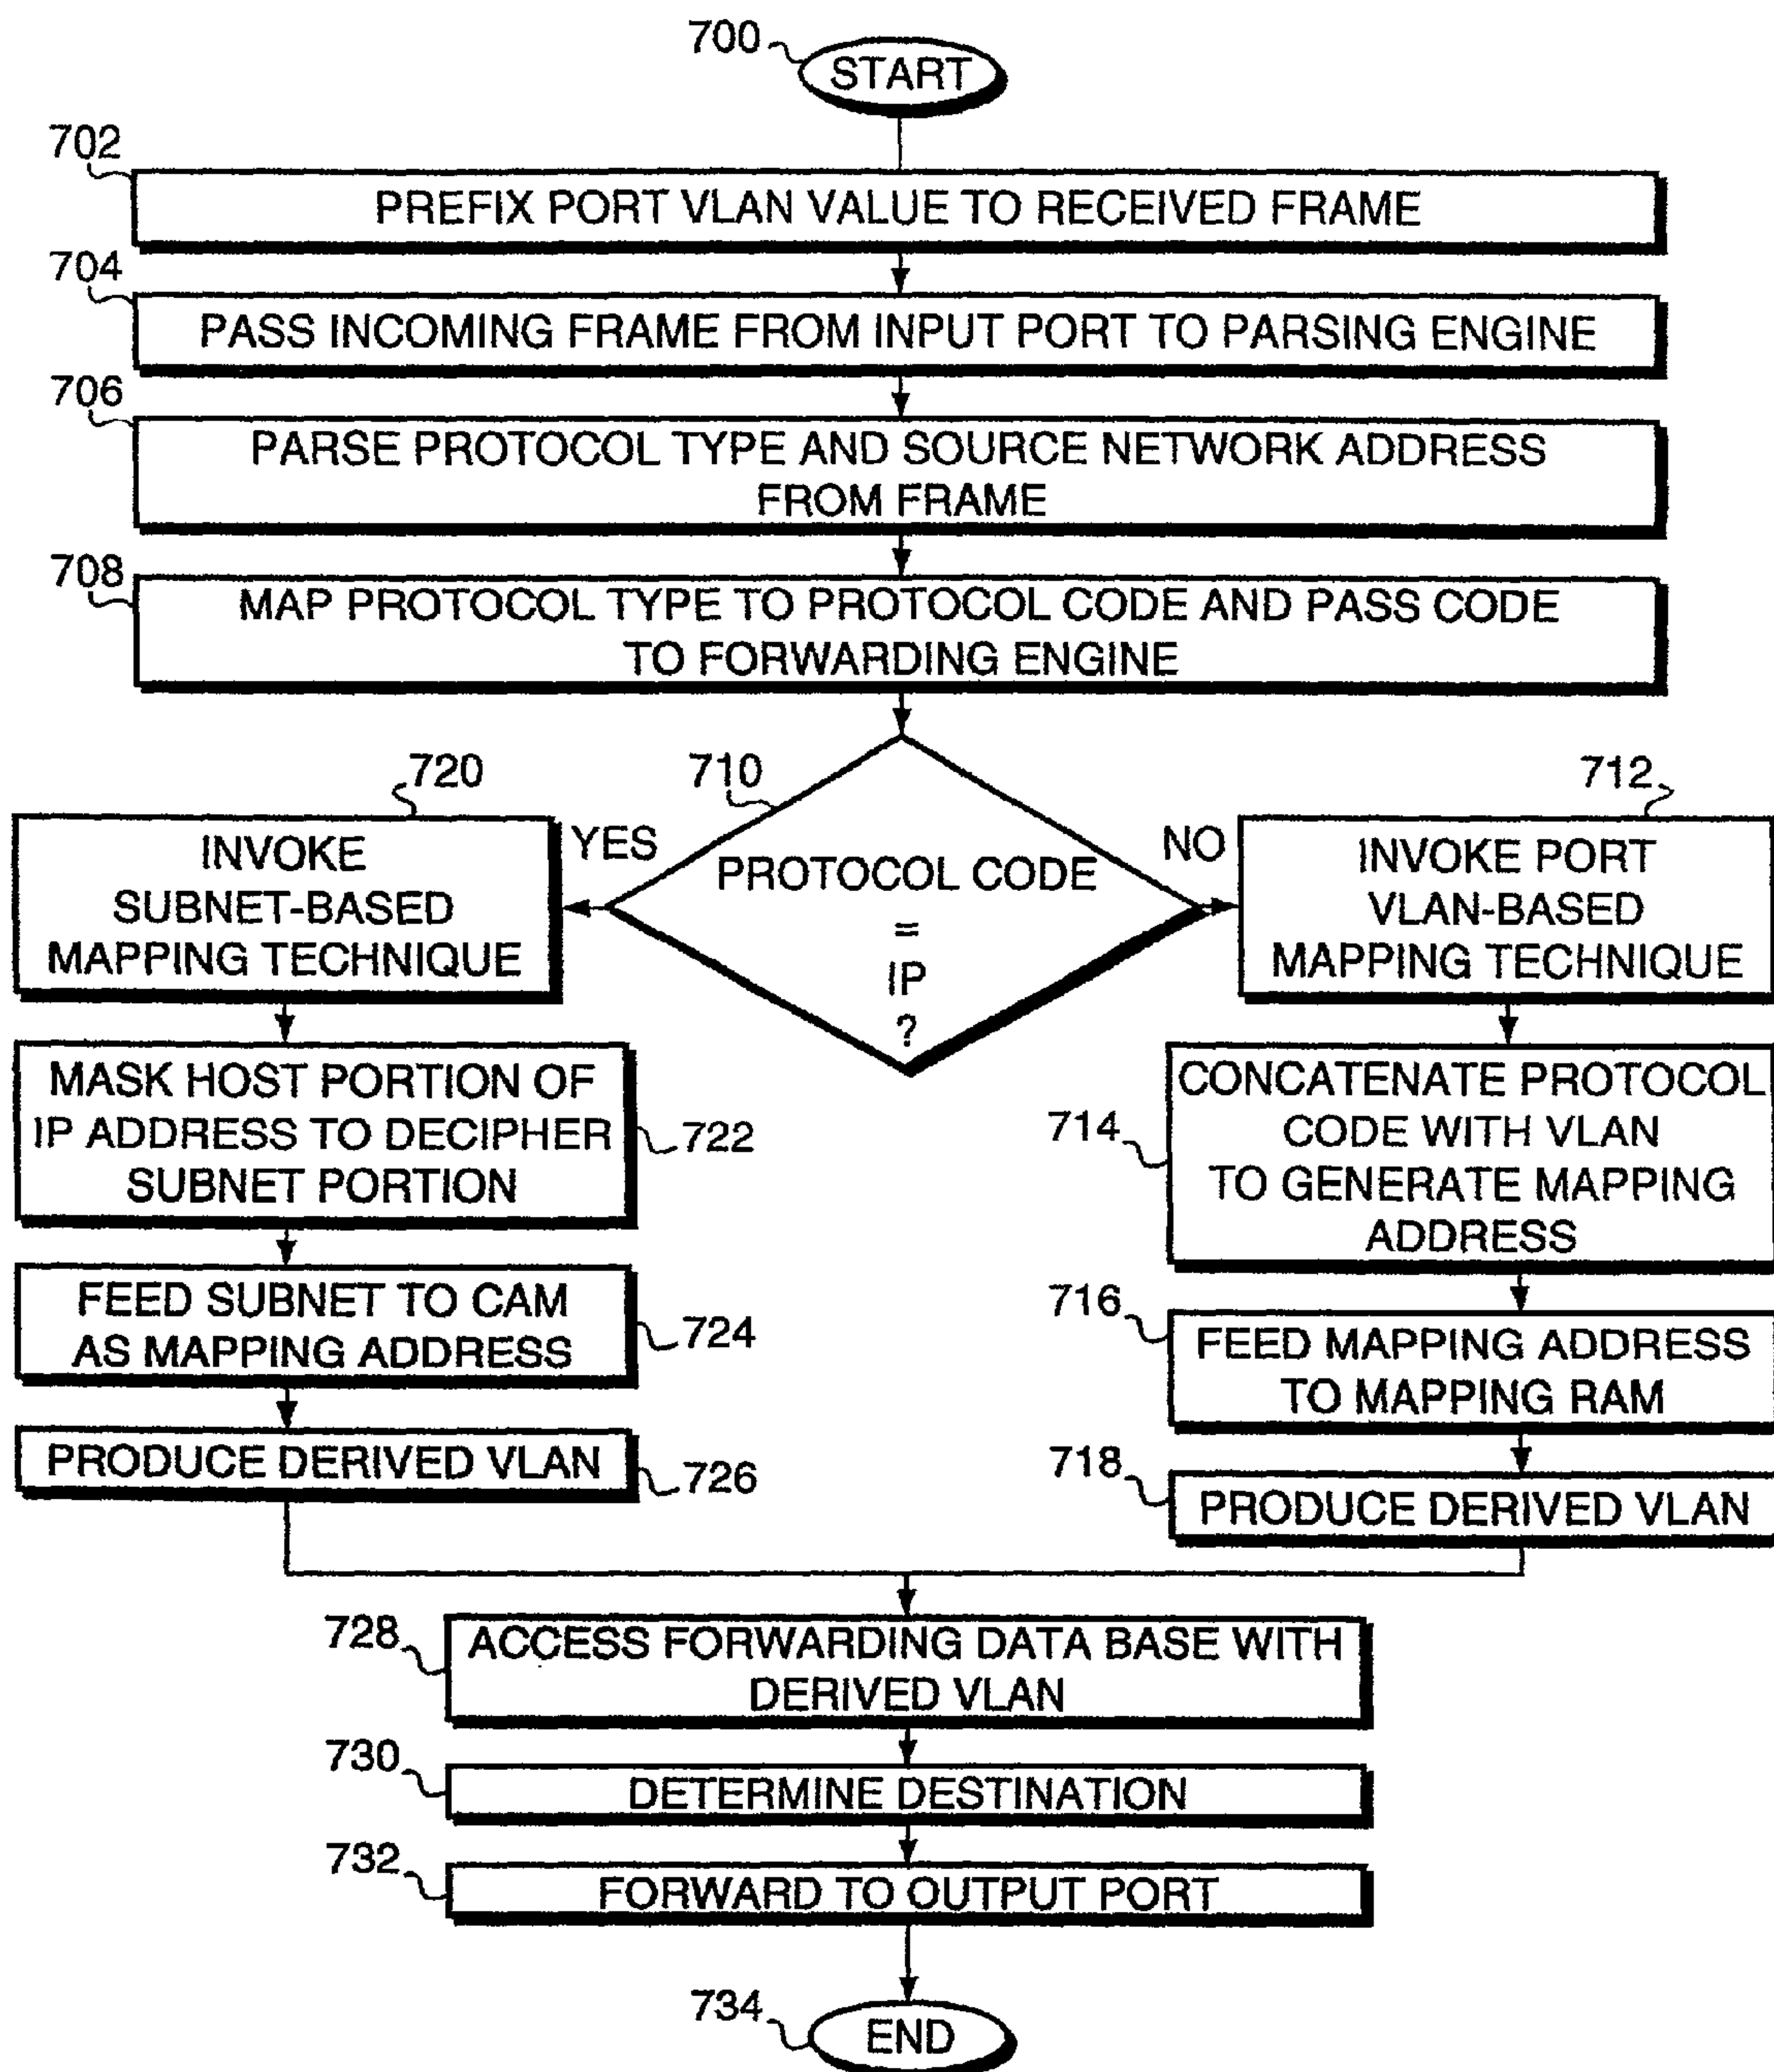 700
START
702
PREFIX PORT VLAN VALUE TO RECEIVED FRAME
704
PASS INCOMING FRAME FROM INPUT PORT TO PARSING ENGINE
706
PARSE PROTOCOL TYPE AND SOURCE NETWORK ADDRESS
FROM FRAME
708
MAP PROTOCOL TYPE TO PROTOCOL CODE AND PASS CODE
TO FORWARDING ENGINE
710
PROTOCOL CODE
=
IP
?
YES
720
INVOKE
SUBNET-BASED
MAPPING TECHNIQUE
MASK HOST PORTION OF
IP ADDRESS TO DECIPHER
SUBNET PORTION
722
FEED SUBNET TO CAM
AS MAPPING ADDRESS
724
PRODUCE DERIVED VLAN
726
NO
712
INVOKE PORT
VLAN-BASED
MAPPING TECHNIQUE
714
CONCATENATE PROTOCOL
CODE WITH VLAN
TO GENERATE MAPPING
ADDRESS
716
FEED MAPPING ADDRESS
TO MAPPING RAM
718
PRODUCE DERIVED VLAN
728
ACCESS FORWARDING DATA BASE WITH
DERIVED VLAN
730
DETERMINE DESTINATION
732
FORWARD TO OUTPUT PORT
734
END